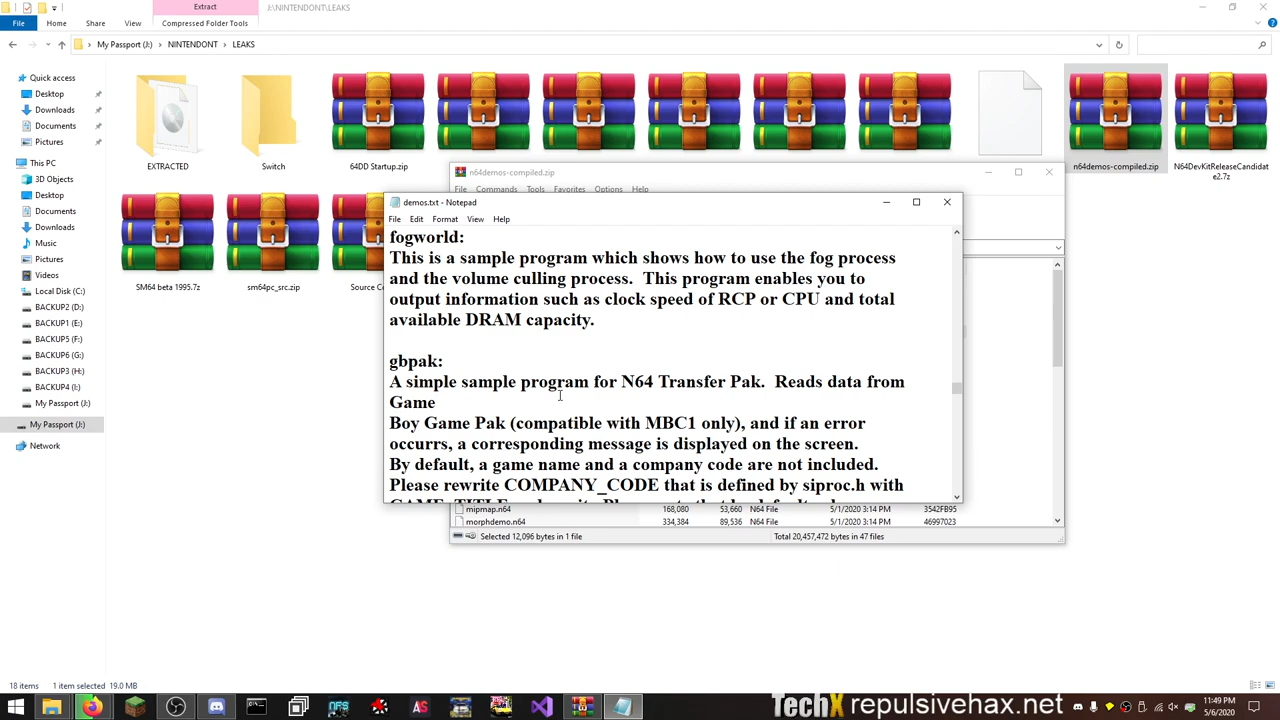 Extract
J:\NINTENDONT\LEAKS
File
Home
Share
View
Compressed Folder Tools
My Passport (J:)
NINTENDONT
LEAKS
Quick access
Desktop
Downloads
Documents
Pictures
This PC
3D Objects
Desktop
Documents
Downloads
Music
Pictures
Videos
Local Disk (C:)
BACKUP2 (D:)
BACKUP1 (E:)
BACKUP5 (F:)
BACKUP6 (G:)
BACKUP3 (H:)
BACKUP4 (I:)
My Passport (J:)
My Passport (J:)
Network
EXTRACTED
Switch
64DD Startup.zip
n64demos-compiled.zip
N64DevKitReleaseCandidate2.7z
SM64 beta 1995.7z
sm64pc_src.zip
Source Co
n64demos-compiled.zip
File Commands Tools Favorites Options Help
demos.txt - Notepad
File Edit Format View Help
fogworld:
This is a sample program which shows how to use the fog process
and the volume culling process.  This program enables you to
output information such as clock speed of RCP or CPU and total
available DRAM capacity.
gbpak:
A simple sample program for N64 Transfer Pak.  Reads data from
Game
Boy Game Pak (compatible with MBC1 only), and if an error
occurrs, a corresponding message is displayed on the screen.
By default, a game name and a company code are not included.
Please rewrite COMPANY_CODE that is defined by siproc.h with
mipmap.n64 168,080 53,660 N64 File 5/1/2020 3:14 PM 3542FB95
morphdemo.n64 334,384 89,536 N64 File 5/1/2020 3:14 PM 46997023
Selected 12,096 bytes in 1 file
Total 20,457,472 bytes in 47 files
18 items
1 item selected 19.0 MB
TechX repulsivehax.net
11:49 PM
5/6/2020